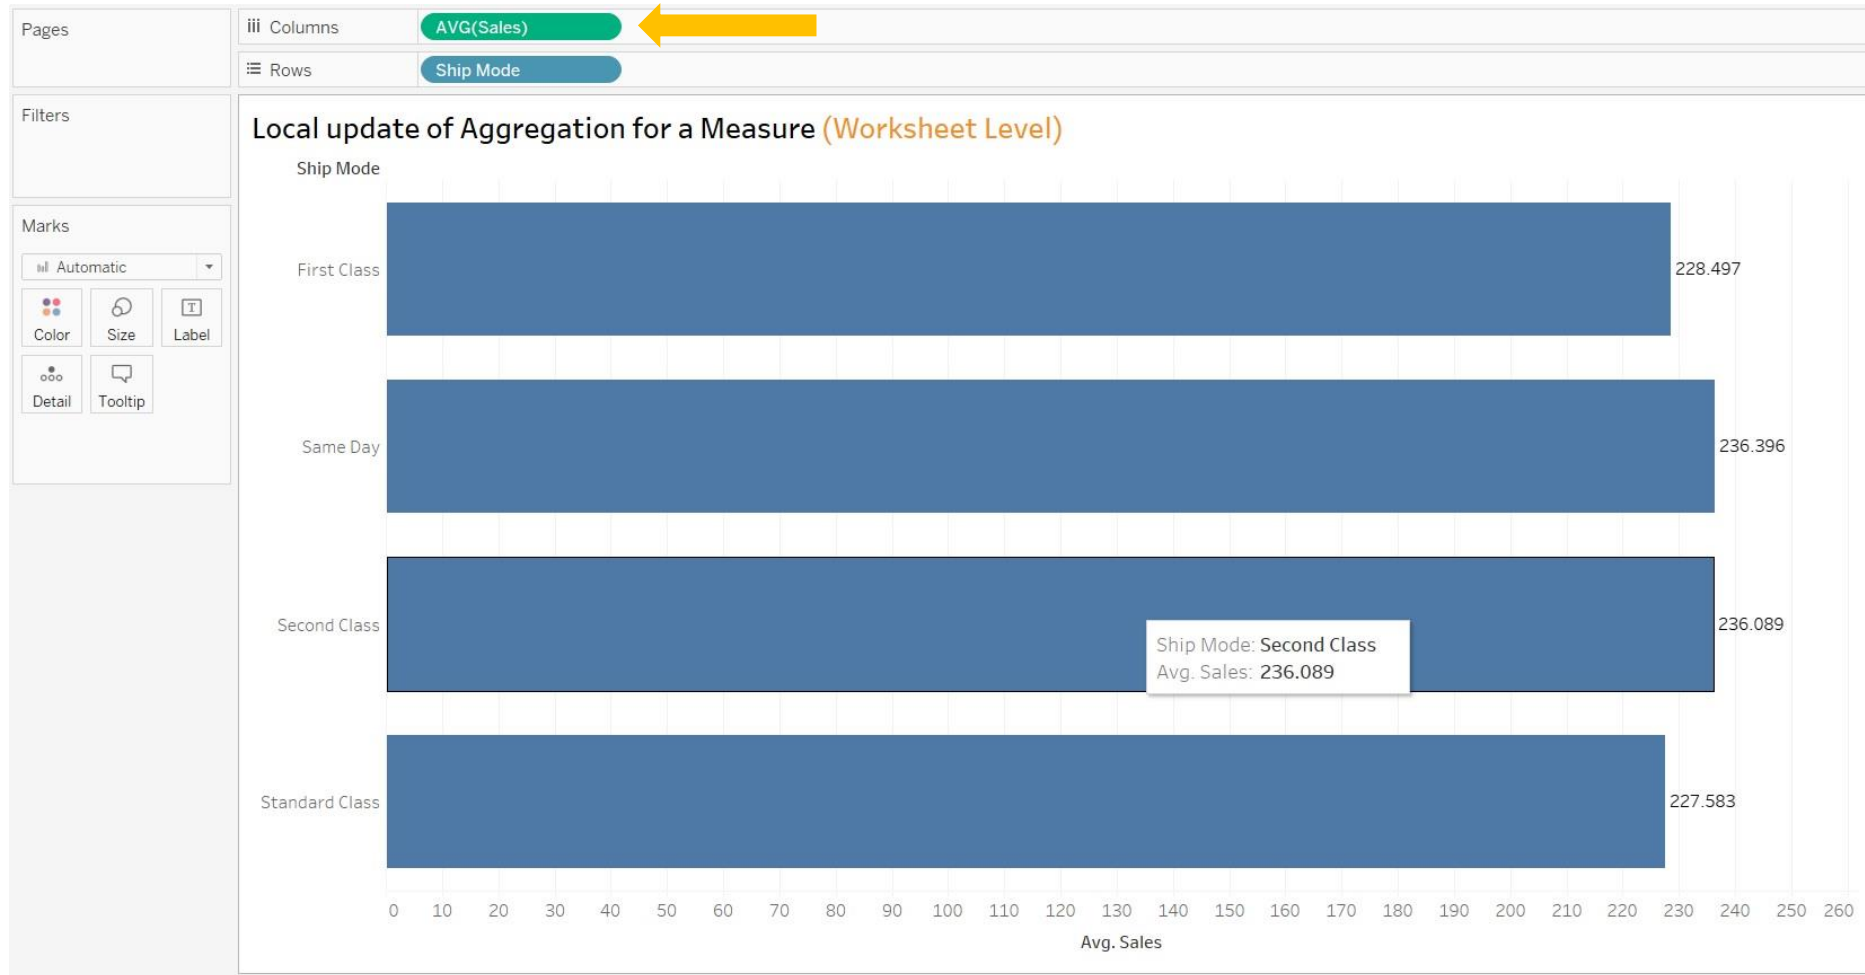 Pages
Columns
AVG(Sales)
Rows
Ship Mode
Filters
Local update of Aggregation for a Measure (Worksheet Level)
Ship Mode
Marks
Automatic
Color
Size
T
Label
Detail
Tooltip
First Class
228.497
Same Day
236.396
Second Class
236.089
Ship Mode: Second Class
Avg. Sales: 236.089
Standard Class
227.583
0 10 20 30 40 50 60 70 80 90 100 110 120 130 140 150 160 170 180 190 200 210 220 230 240 250 260
Avg. Sales